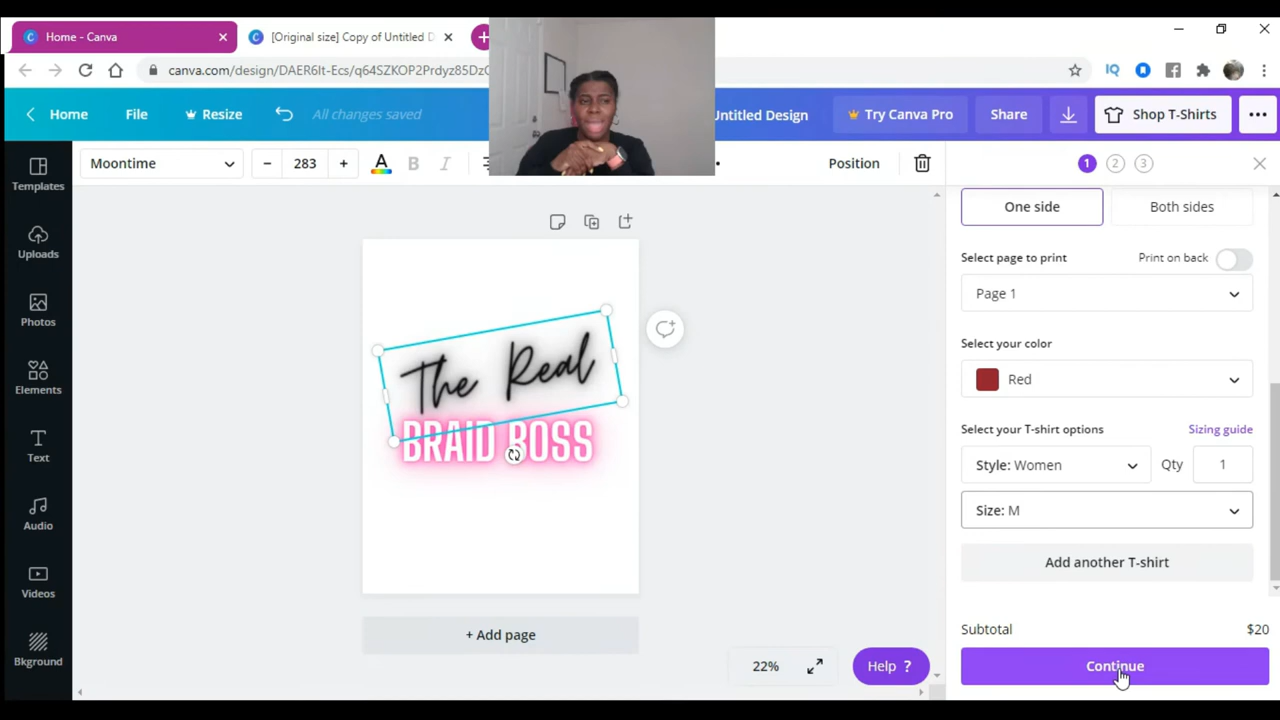 Home - Canva
[Original size] Copy of Untitled D
canva.com/design/DAER6It-Ecs/q64SZKOP2Prdyz85Dz
IQ
Home
File
Resize
All changes saved
Untitled Design
Try Canva Pro
Share
Shop T-Shirts
Moontime
283
A
B
I
Position
1
2
3
Templates
Uploads
Photos
Elements
Text
Audio
Videos
Bkground
The Real
BRAID BOSS
+ Add page
22%
Help ?
One side
Both sides
Select page to print
Print on back
Page 1
Select your color
Red
Select your T-shirt options
Sizing guide
Style: Women
Qty
1
Size: M
Add another T-shirt
Subtotal
$20
Continue